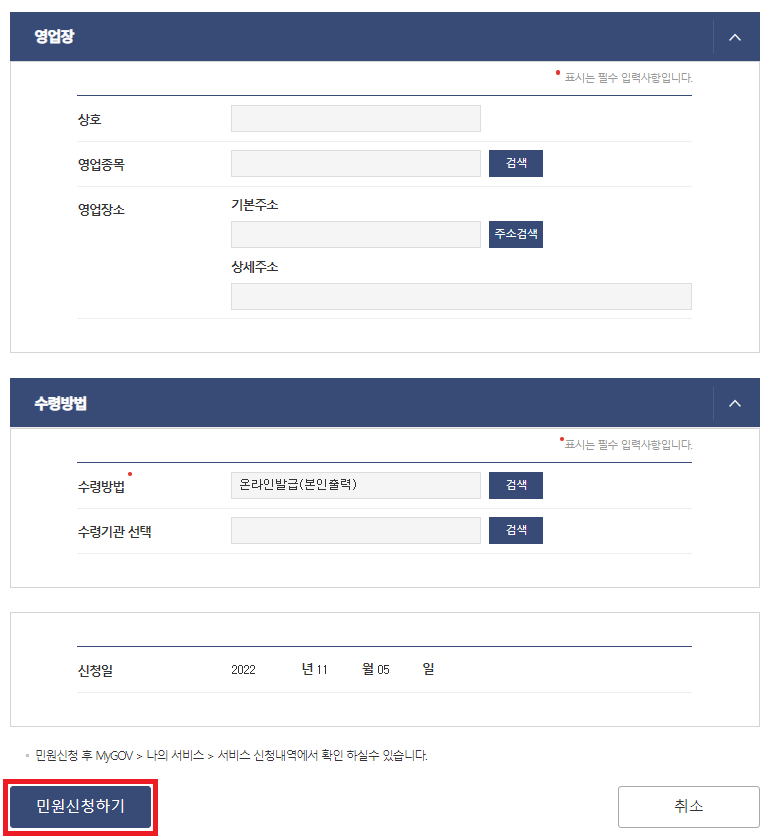 영업장
• 표시는 필수 입력사항입니다.
상호
영업종목 검색
영업장소 기본주소
주소검색
상세주소
수령방법
•표시는 필수 입력사항입니다.
수령방법• 온라인발급(본인출력) 검색
수령기관 선택 검색
신청일 2022 년 11 월 05 일
◦ 민원신청 후 MyGOV > 나의 서비스 > 서비스 신청내역에서 확인 하실수 있습니다.
민원신청하기 취소